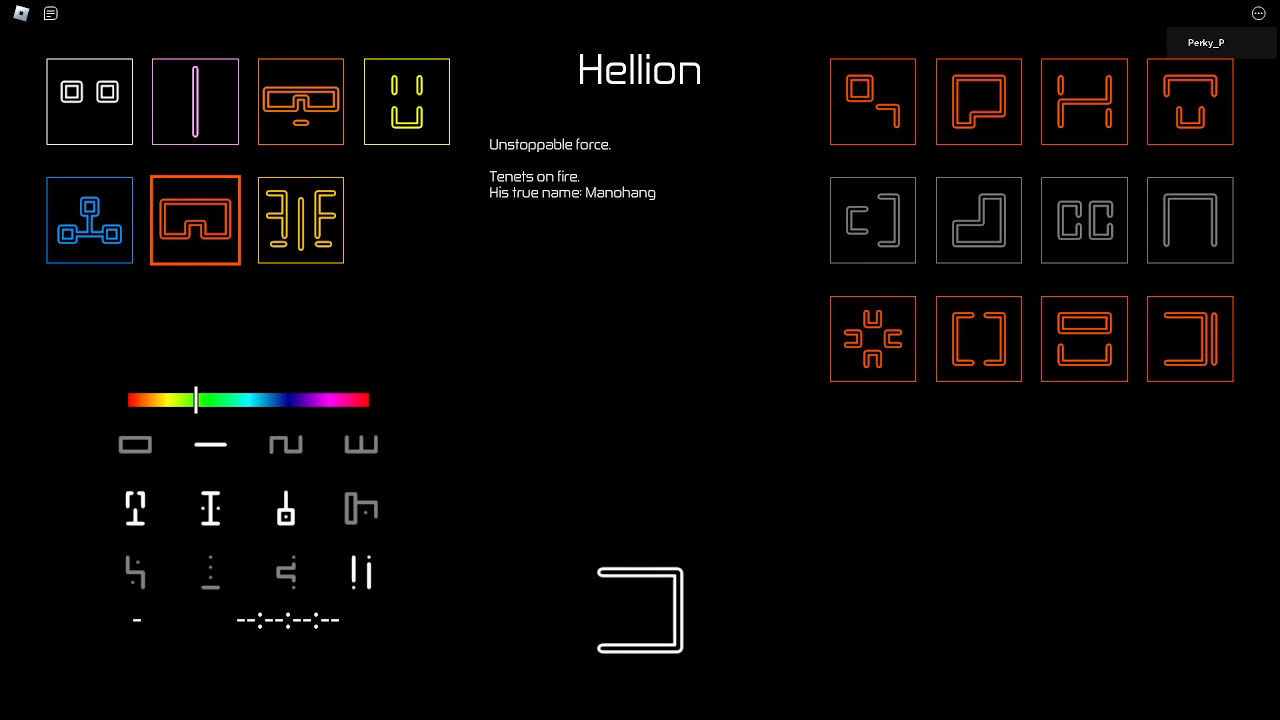 Perky_P
Hellion
Unstoppable force.
Tenets on fire.
His true name: Manohang
- --:--:--:--